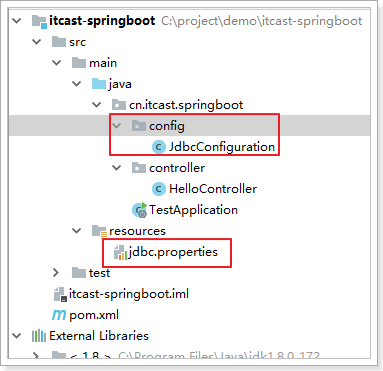 itcast-springboot C:\project\demo\itcast-springboot
src
main
java
cn.itcast.springboot
config
JdbcConfiguration
controller
HelloController
TestApplication
resources
jdbc.properties
test
itcast-springboot.iml
pom.xml
External Libraries
< 1.8 > C:\Program Files\Java\jdk1.8.0_172